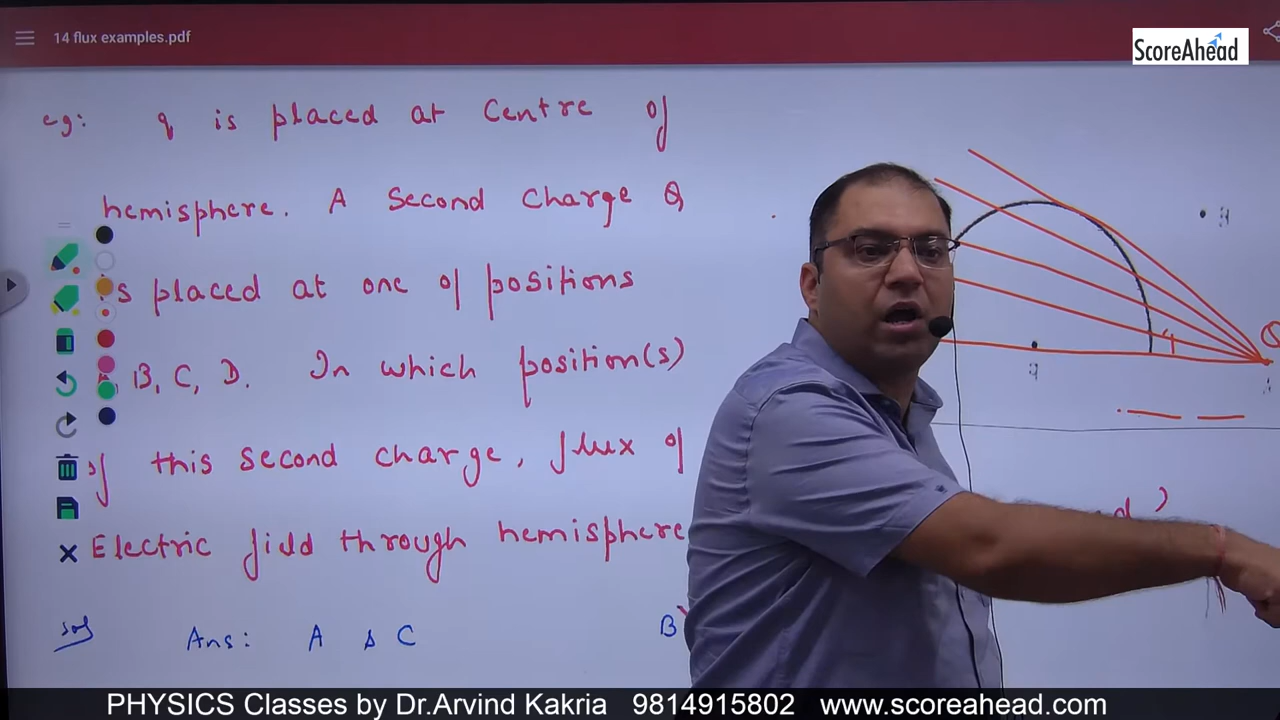 14 flux examples.pdf
ScoreAhead
eg: q is placed at Centre of
hemisphere. A Second Charge Q
is placed at one of positions
B, C, D. In which position(s)
of this second charge, flux of
Electric field through hemisphere
Sol Ans: A & C
B
q
Q
PHYSICS Classes by Dr.Arvind Kakria 9814915802 www.scoreahead.com